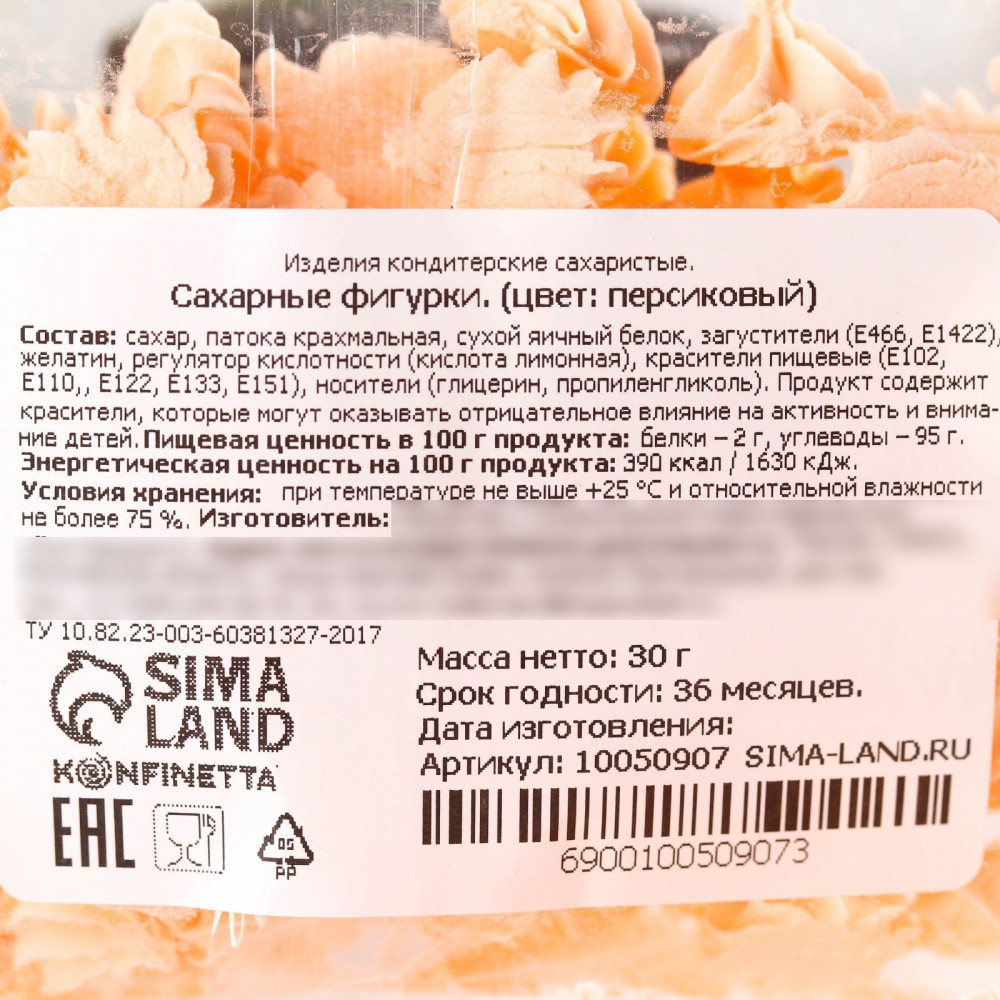 Изделия кондитерские сахаристые.
Сахарные фигурки. (цвет: персиковый)
Состав: сахар, патока крахмальная, сухой яичный белок, загустители (Е466, Е1422),
желатин, регулятор кислотности (кислота лимонная), красители пищевые (Е102,
Е110,, Е122, Е133, Е151), носители (глицерин, пропиленгликоль). Продукт содержит
красители, которые могут оказывать отрицательное влияние на активность и внима-
ние детей. Пищевая ценность в 100 г продукта: белки – 2 г, углеводы – 95 г.
Энергетическая ценность на 100 г продукта: 390 ккал / 1630 кДж.
Условия хранения: при температуре не выше +25 °С и относительной влажности
не более 75 %. Изготовитель:
ТУ 10.82.23-003-60381327-2017
SIMA
LAND
KONFINETTA
Масса нетто: 30 г
Срок годности: 36 месяцев.
Дата изготовления:
Артикул: 10050907 SIMA-LAND.RU
6900100509073
EAC
05
PP